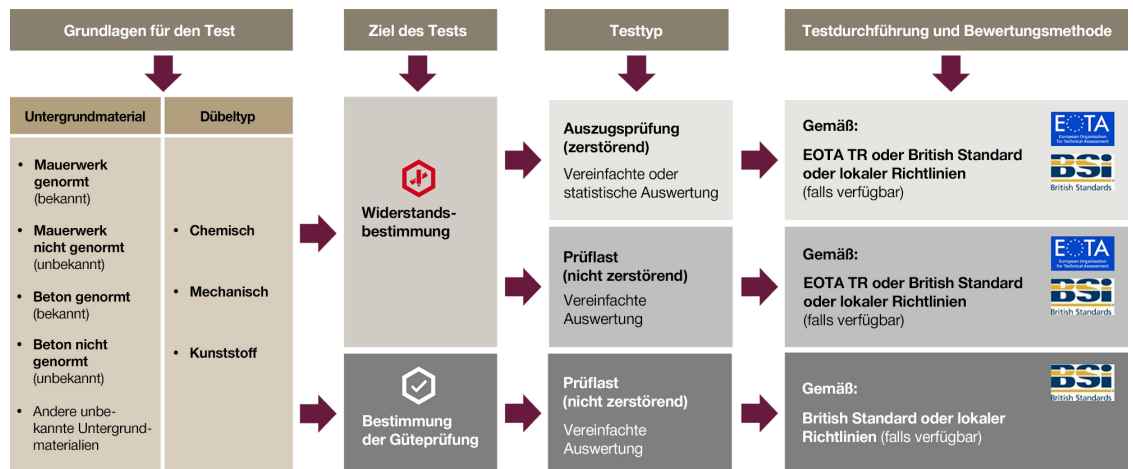 Grundlagen für den Test
Ziel des Tests
Testtyp
Testdurchführung und Bewertungsmethode
Untergrundmaterial
Dübeltyp
• Mauerwerk
genormt
(bekannt)
• Mauerwerk
nicht genormt
(unbekannt)
• Beton genormt
(bekannt)
• Beton nicht
genormt
(unbekannt)
• Andere unbe-
kannte Untergrund-
materialien
• Chemisch
• Mechanisch
• Kunststoff
Widerstands-
bestimmung
Auszugsprüfung
(zerstörend)
Vereinfachte oder
statistische Auswertung
Gemäß:
EOTA TR oder British Standard
oder lokaler Richtlinien
(falls verfügbar)
EOTA
European Organisation
for Technical Assessment
BSi
British Standards
Prüflast
(nicht zerstörend)
Vereinfachte
Auswertung
Gemäß:
EOTA TR oder British Standard
oder lokaler Richtlinien
(falls verfügbar)
EOTA
European Organisation
for Technical Assessment
BSi
British Standards
Bestimmung
der Güteprüfung
Prüflast
(nicht zerstörend)
Vereinfachte
Auswertung
Gemäß:
British Standard oder lokaler
Richtlinien (falls verfügbar)
BSi
British Standards